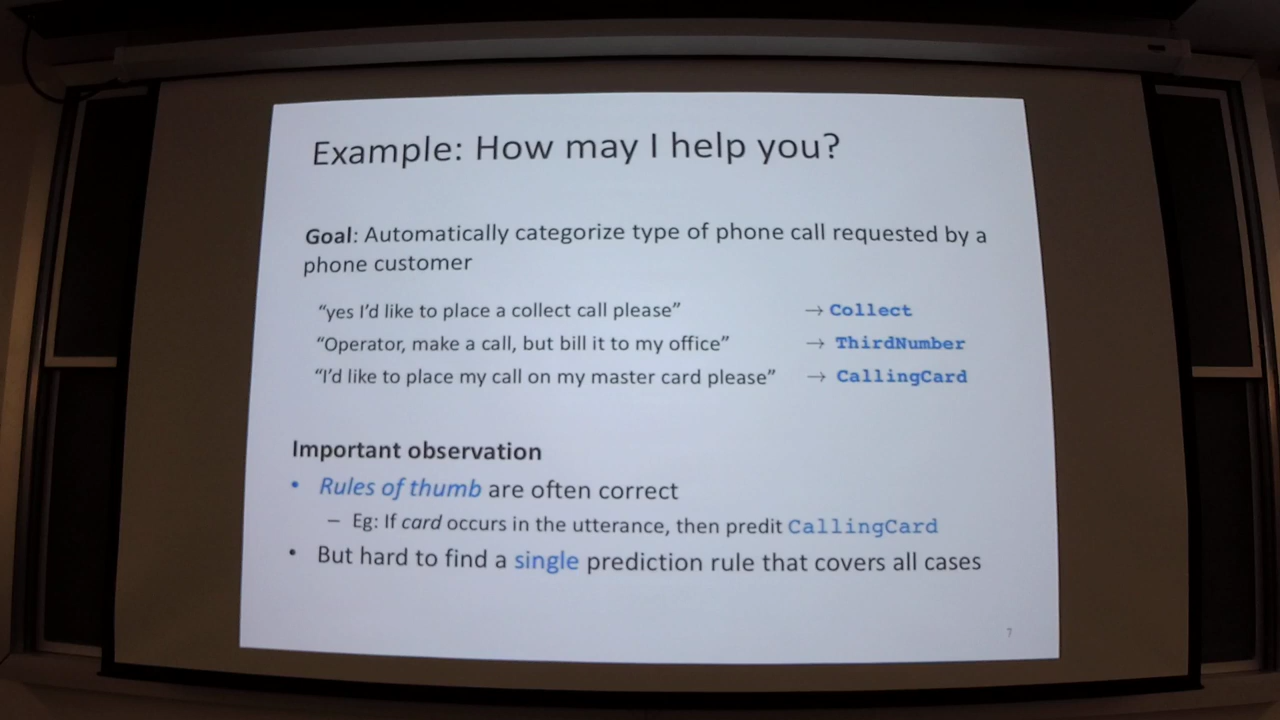 Example: How may I help you?
Goal: Automatically categorize type of phone call requested by a
phone customer
“yes I’d like to place a collect call please” → Collect
“Operator, make a call, but bill it to my office” → ThirdNumber
“I’d like to place my call on my master card please” → CallingCard
Important observation
• Rules of thumb are often correct
– Eg: If card occurs in the utterance, then predit CallingCard
• But hard to find a single prediction rule that covers all cases
7